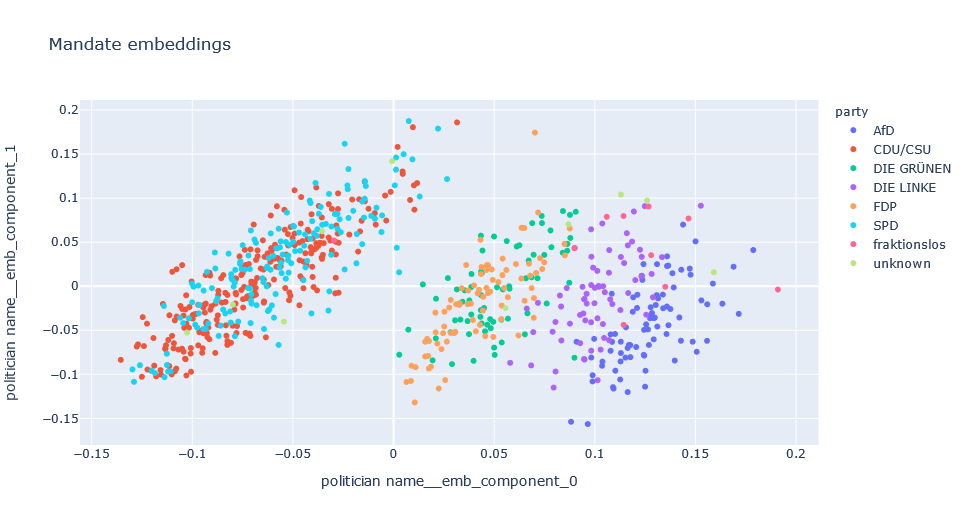 Mandate embeddings
politician name__emb_component_1
0.2
0.15
0.1
0.05
0
−0.05
−0.1
−0.15
−0.15
−0.1
−0.05
0
0.05
0.1
0.15
0.2
politician name__emb_component_0
party
AfD
CDU/CSU
DIE GRÜNEN
DIE LINKE
FDP
SPD
fraktionslos
unknown